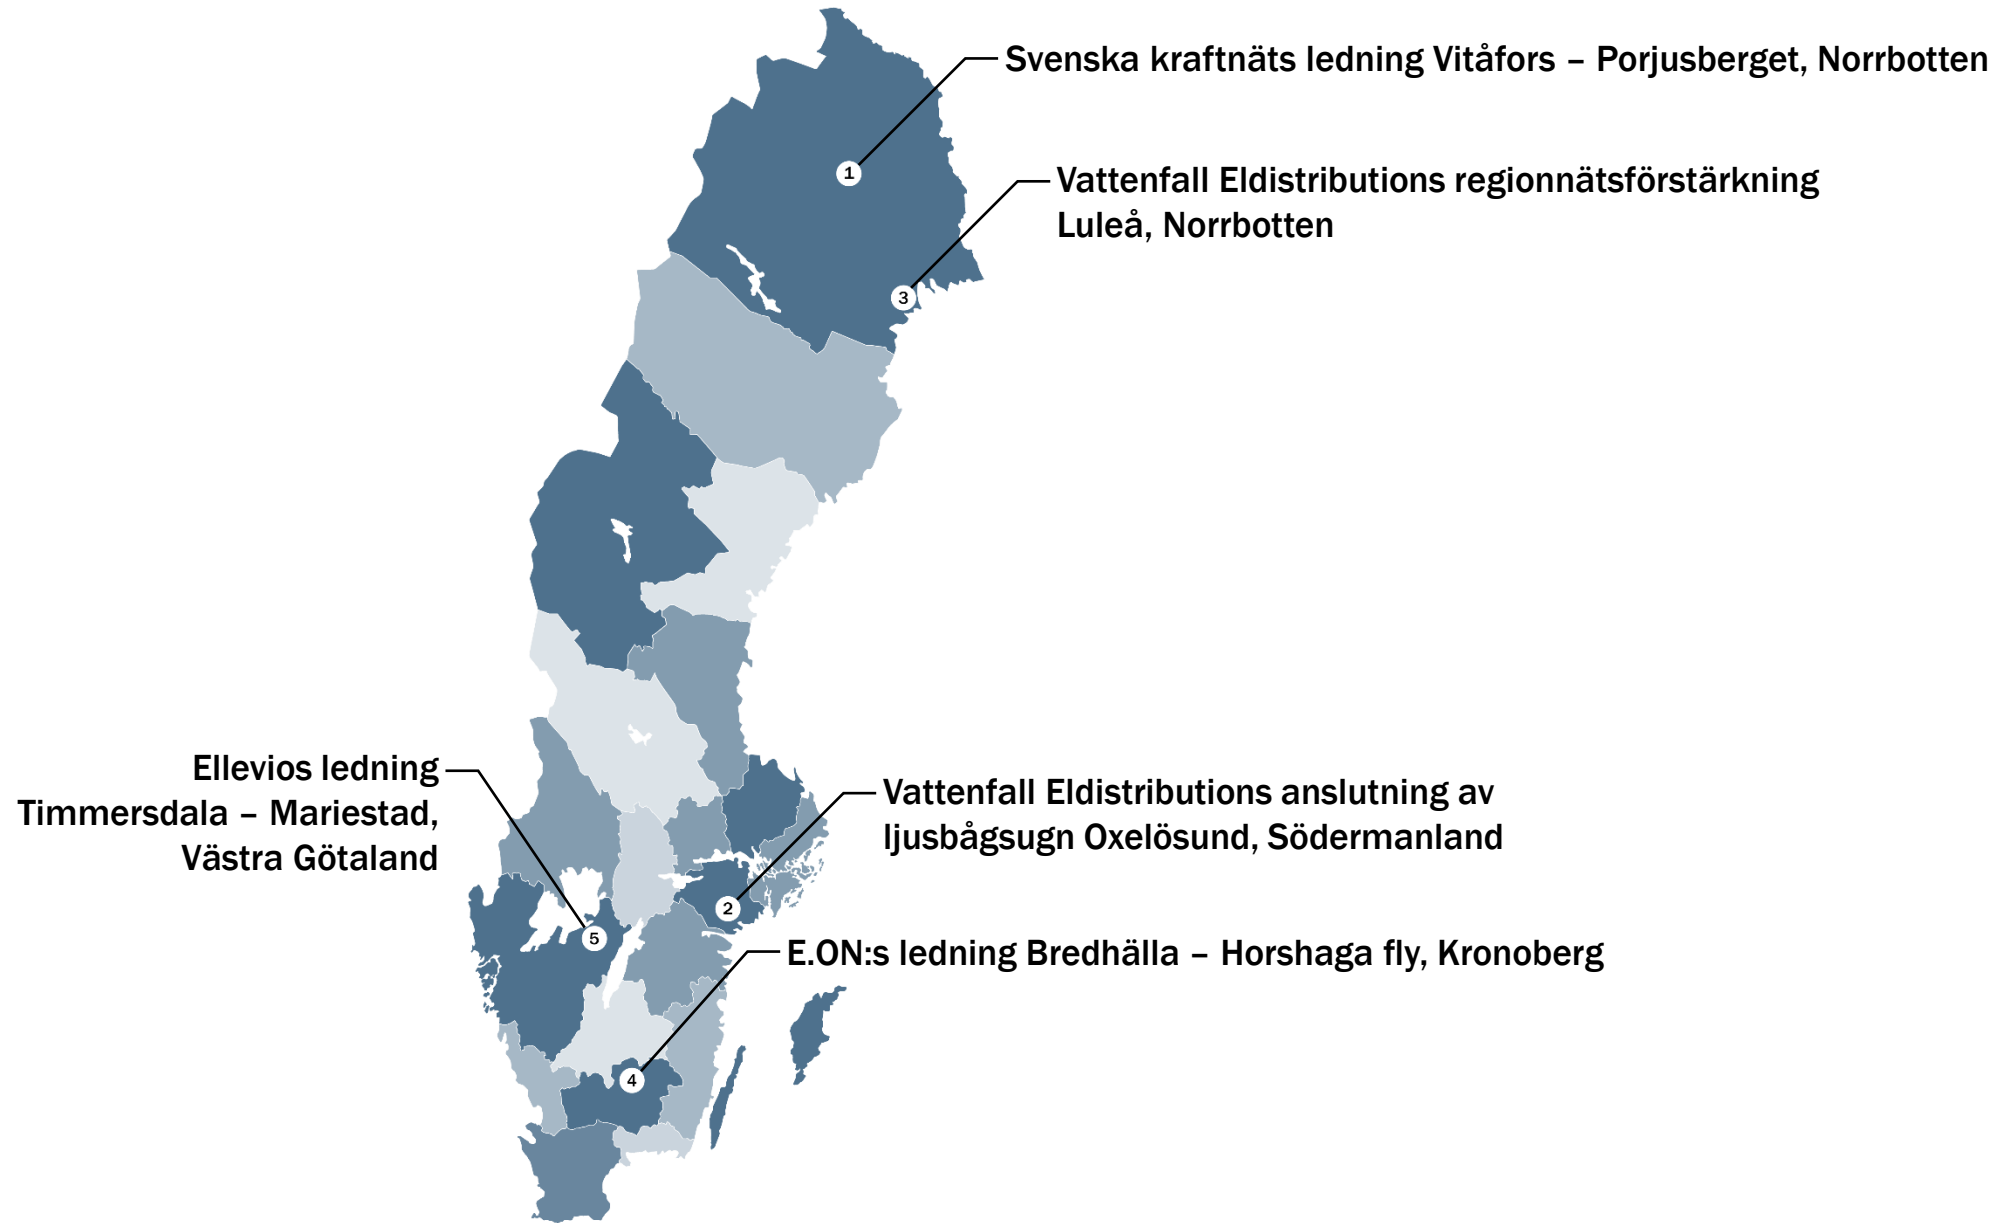 Svenska kraftnäts ledning Vitåfors – Porjusberget, Norrbotten
1
Vattenfall Eldistributions regionnätsförstärkning
Luleå, Norrbotten
3
Ellevios ledning
Timmersdala – Mariestad,
Västra Götaland
5
Vattenfall Eldistributions anslutning av
ljusbågsugn Oxelösund, Södermanland
2
E.ON:s ledning Bredhälla – Horshaga fly, Kronoberg
4